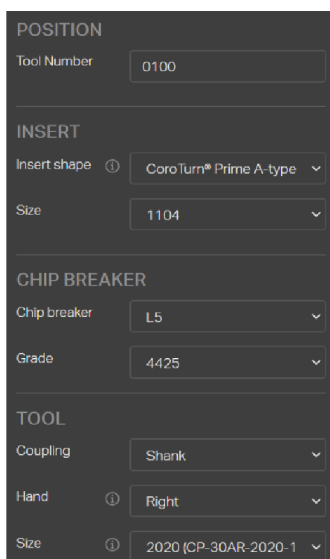 POSITION
Tool Number 0100
INSERT
Insert shape CoroTurn® Prime A-type
Size 1104
CHIP BREAKER
Chip breaker L5
Grade 4425
TOOL
Coupling Shank
Hand Right
Size 2020 (CP-30AR-2020-1